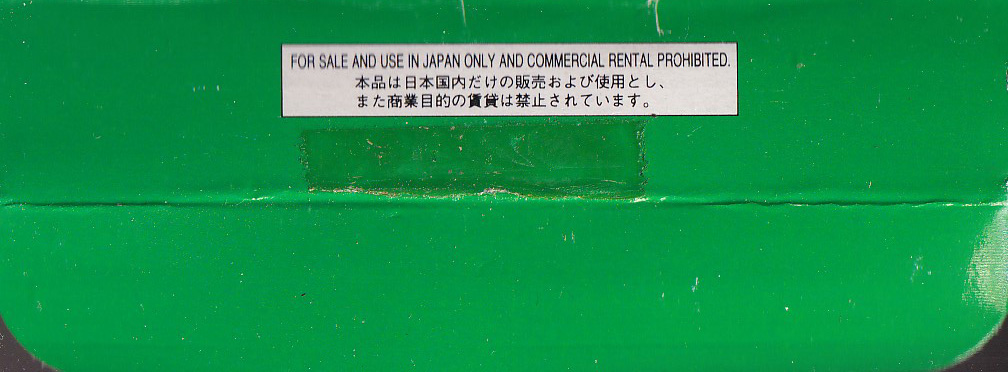 FOR SALE AND USE IN JAPAN ONLY AND COMMERCIAL RENTAL PROHIBITED.
本品は日本国内だけの販売および使用とし、
また商業目的の賃貸は禁止されています。